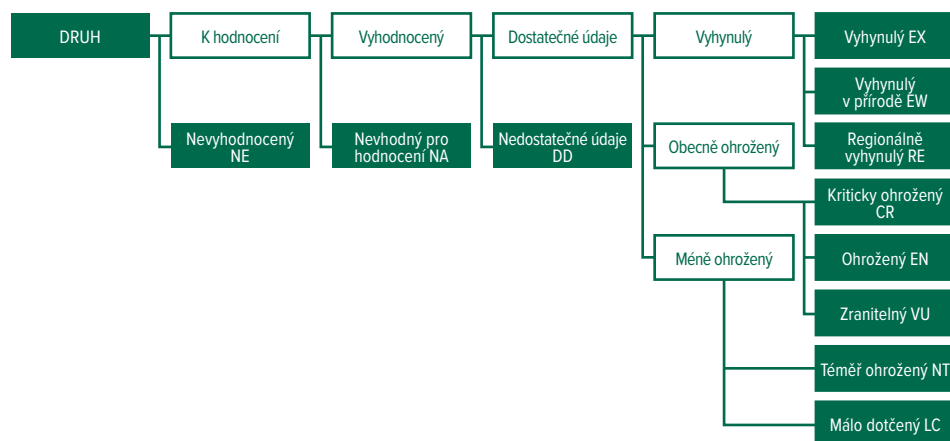 DRUH
K hodnocení
Vyhodnocený
Dostatečné údaje
Vyhynulý
Vyhynulý EX
Vyhynulý
v přírodě EW
Nevyhodnocený
NE
Nevhodný pro
hodnocení NA
Nedostatečné údaje
DD
Obecně ohrožený
Regionálně
vyhynulý RE
Kriticky ohrožený
CR
Méně ohrožený
Ohrožený EN
Zranitelný VU
Téměř ohrožený NT
Málo dotčený LC